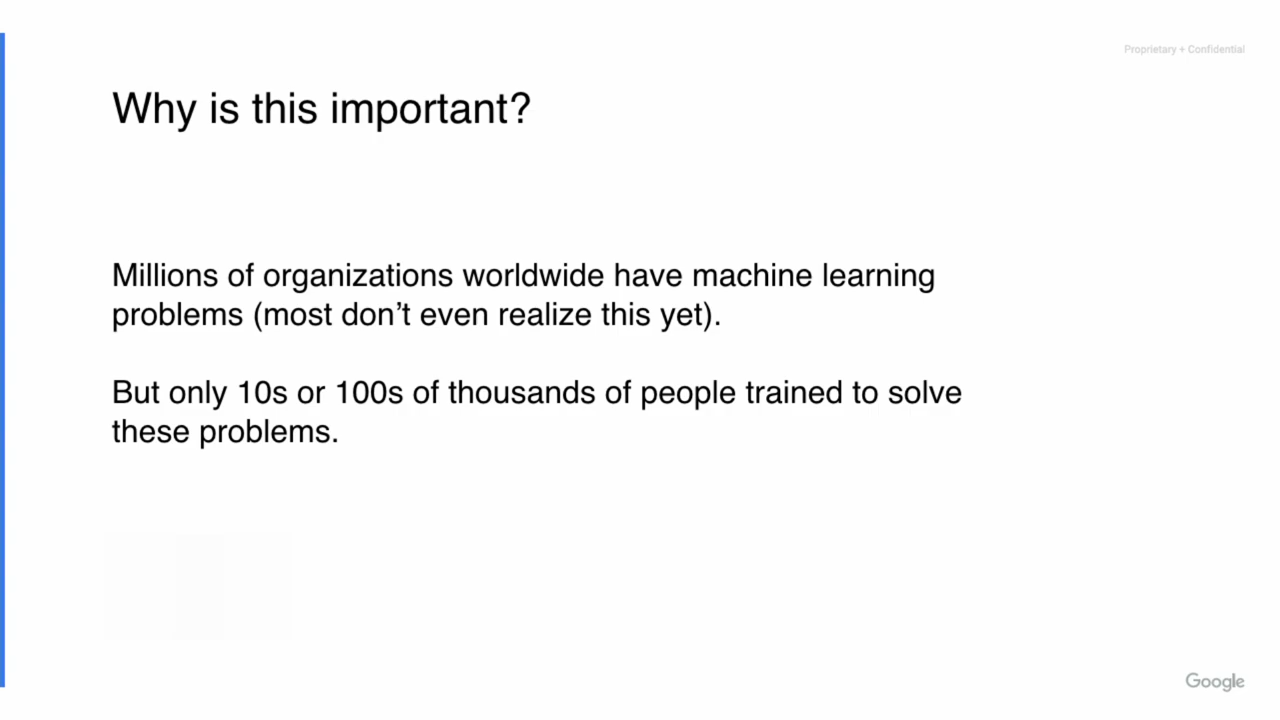 Proprietary + Confidential
Why is this important?
Millions of organizations worldwide have machine learning
problems (most don’t even realize this yet).
But only 10s or 100s of thousands of people trained to solve
these problems.
Google